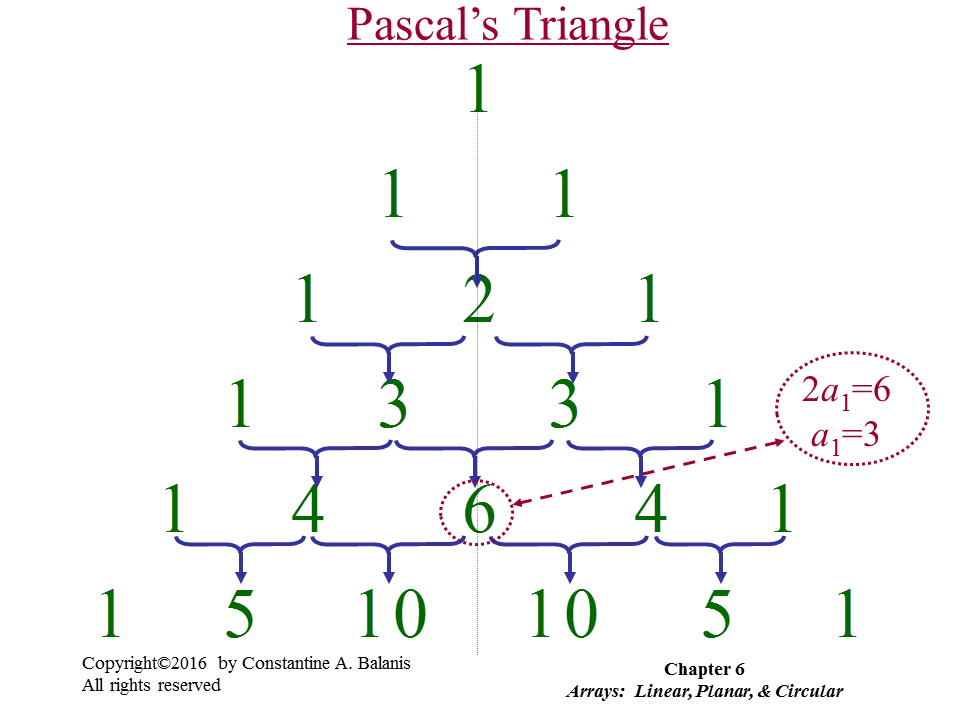 Pascal's Triangle
1
1 1
1 2 1
1 3 3 1
2a₁=6
a₁=3
1 4 6 4 1
1 5 10 10 5 1
Copyright©2016 by Constantine A. Balanis
All rights reserved
Chapter 6
Arrays: Linear, Planar, & Circular